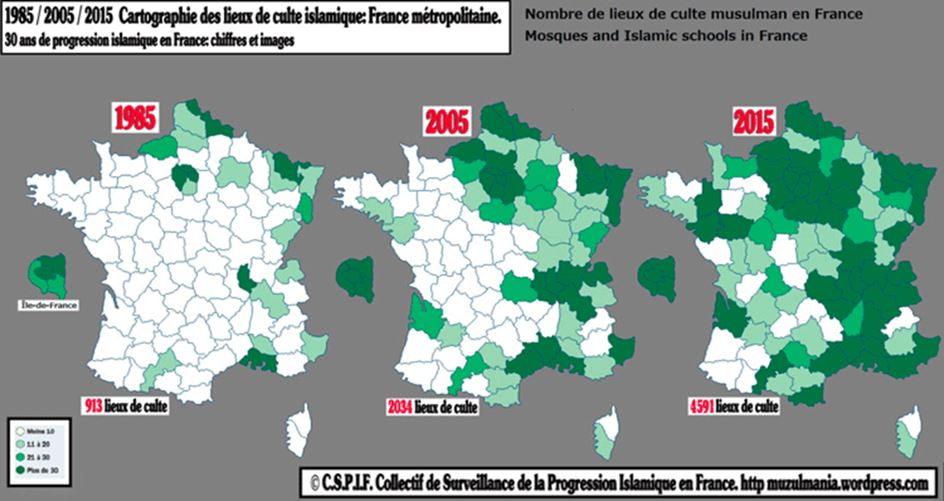 1985 / 2005 / 2015 Cartographie des lieux de culte islamique: France métropolitaine.
30 ans de progression islamique en France: chiffres et images
Nombre de lieux de culte musulman en France
Mosques and Islamic schools in France
1985
2005
2015
Île-de-France
913 lieux de culte
2034 lieux de culte
4591 lieux de culte
Moins 10
11 à 20
21 à 30
Plus de 30
© C.S.P.I.F. Collectif de Surveillance de la Progression Islamique en France. http muzulmania.wordpress.com